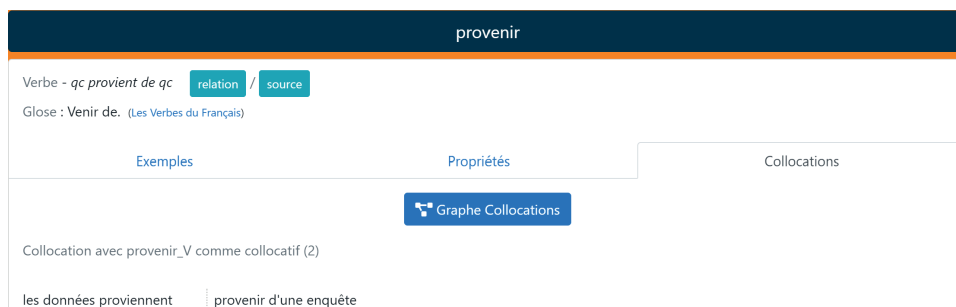 provenir
Verbe - qc provient de qc relation / source
Glose : Venir de. (Les Verbes du Français)
Exemples Propriétés Collocations
Graphe Collocations
Collocation avec provenir_V comme collocatif (2)
les données proviennent provenir d'une enquête